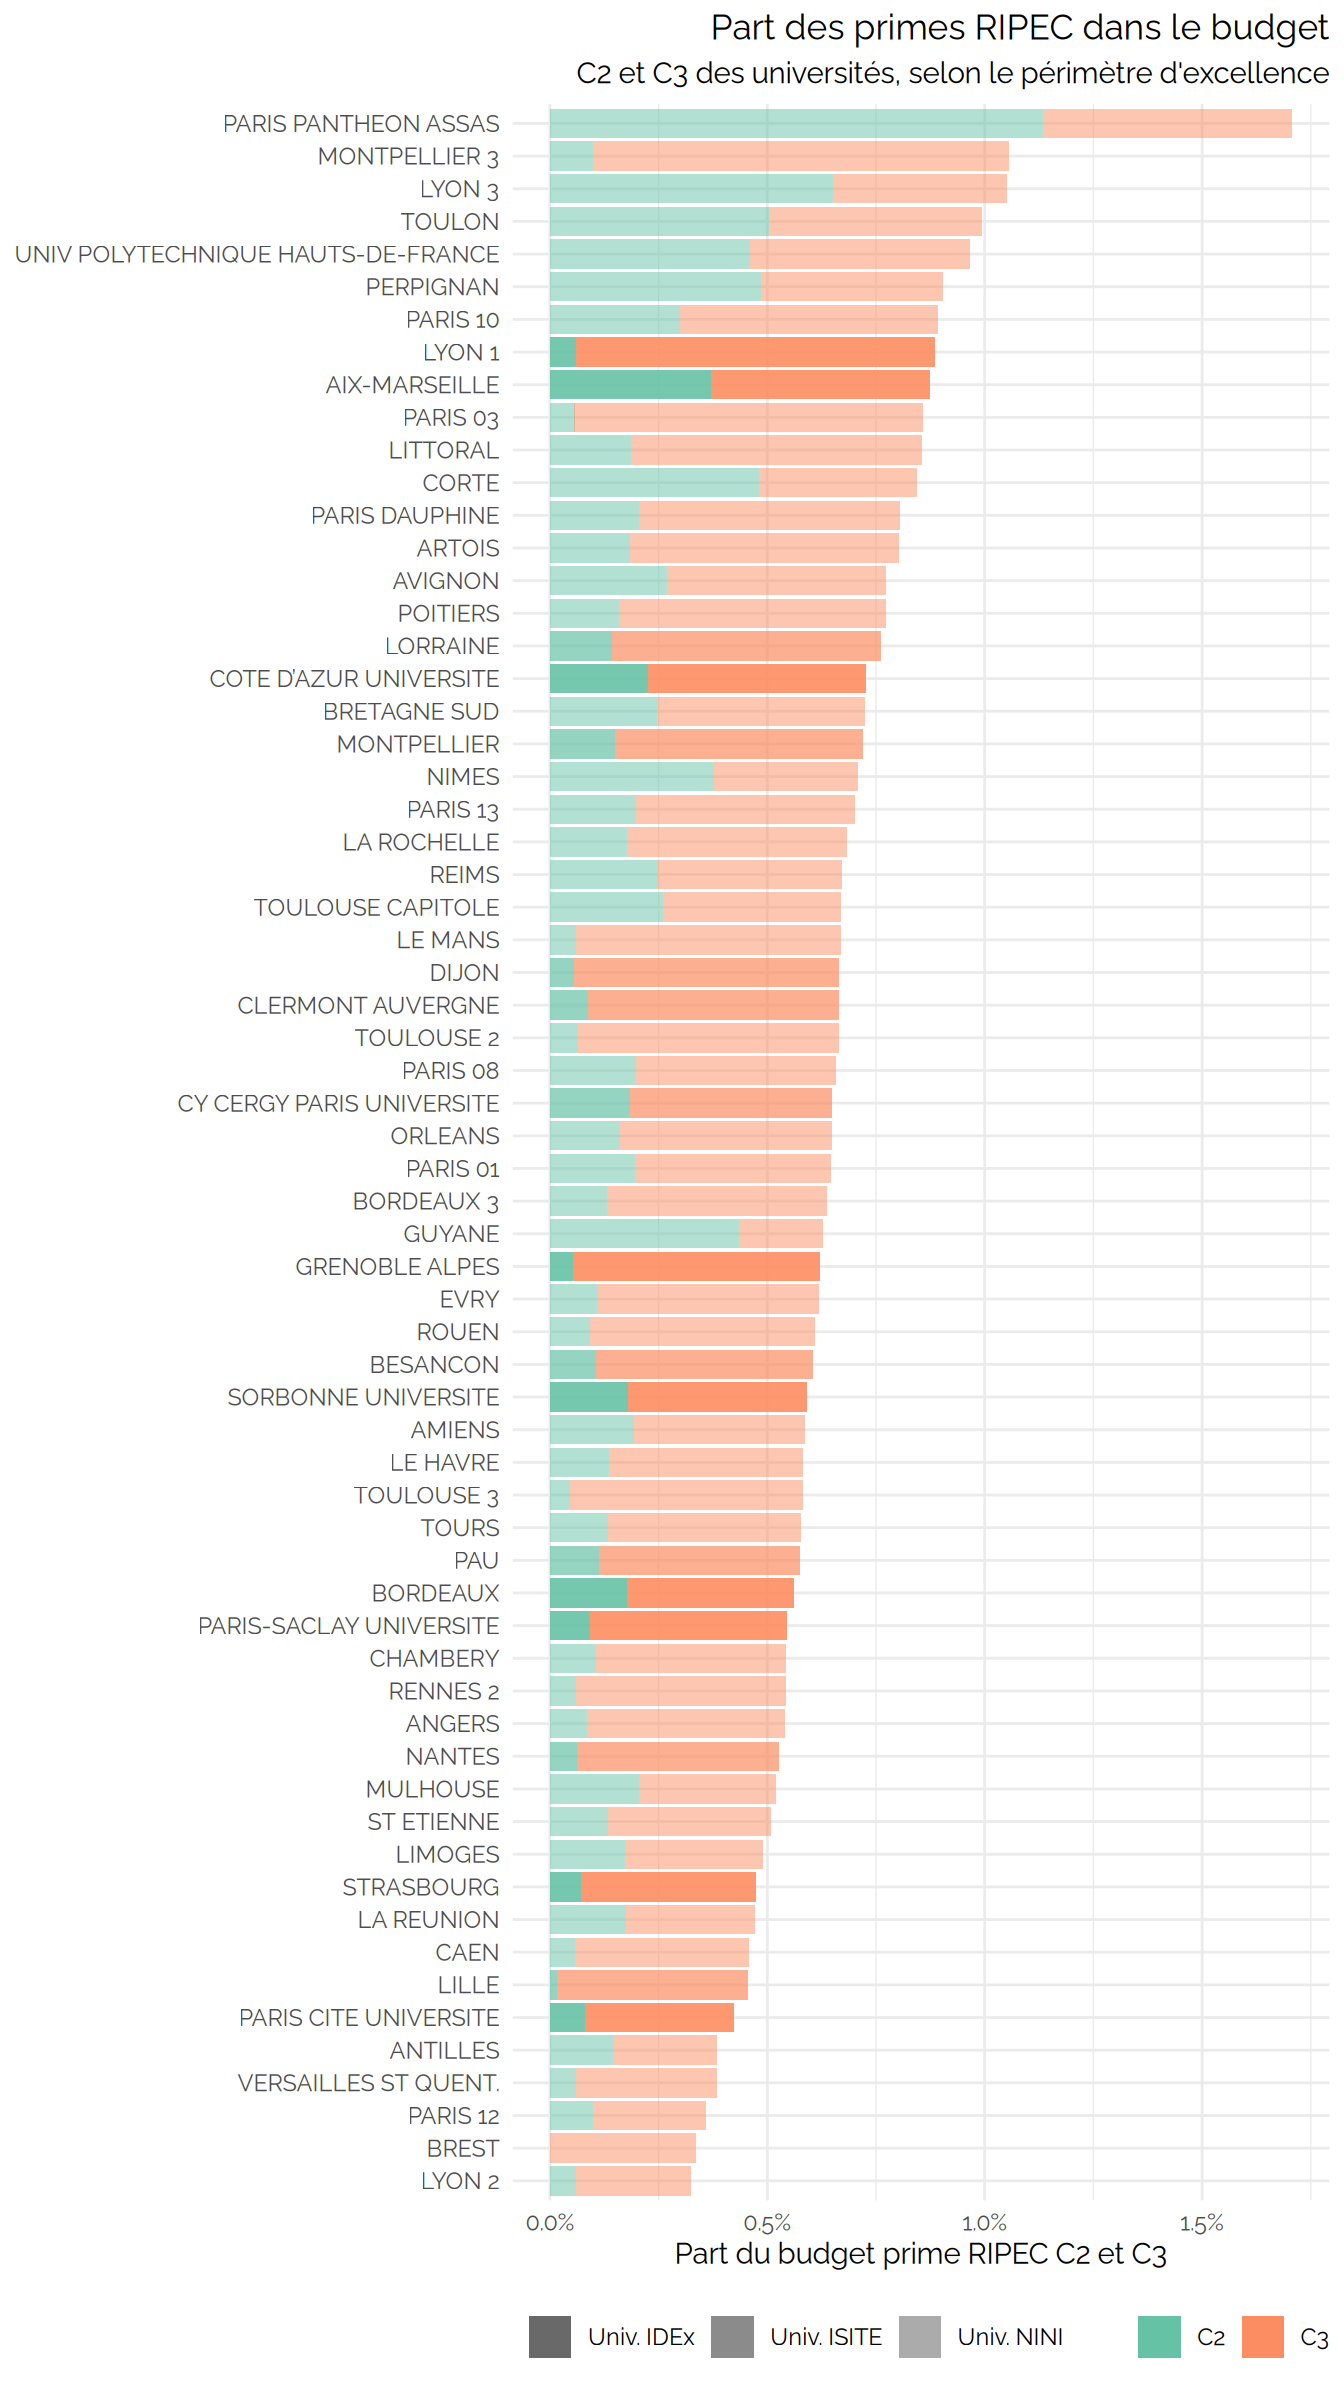 Part des primes RIPEC dans le budget
C2 et C3 des universités, selon le périmètre d'excellence
PARIS PANTHEON ASSAS
MONTPELLIER 3
LYON 3
TOULON
UNIV POLYTECHNIQUE HAUTS-DE-FRANCE
PERPIGNAN
PARIS 10
LYON 1
AIX-MARSEILLE
PARIS 03
LITTORAL
CORTE
PARIS DAUPHINE
ARTOIS
AVIGNON
POITIERS
LORRAINE
COTE D'AZUR UNIVERSITE
BRETAGNE SUD
MONTPELLIER
NIMES
PARIS 13
LA ROCHELLE
REIMS
TOULOUSE CAPITOLE
LE MANS
DIJON
CLERMONT AUVERGNE
TOULOUSE 2
PARIS 08
CY CERGY PARIS UNIVERSITE
ORLEANS
PARIS 01
BORDEAUX 3
GUYANE
GRENOBLE ALPES
EVRY
ROUEN
BESANCON
SORBONNE UNIVERSITE
AMIENS
LE HAVRE
TOULOUSE 3
TOURS
PAU
BORDEAUX
PARIS-SACLAY UNIVERSITE
CHAMBERY
RENNES 2
ANGERS
NANTES
MULHOUSE
ST ETIENNE
LIMOGES
STRASBOURG
LA REUNION
CAEN
LILLE
PARIS CITE UNIVERSITE
ANTILLES
VERSAILLES ST QUENT.
PARIS 12
BREST
LYON 2
0.0% 0.5% 1.0% 1.5%
Part du budget prime RIPEC C2 et C3
Univ. IDEx Univ. ISITE Univ. NINI C2 C3